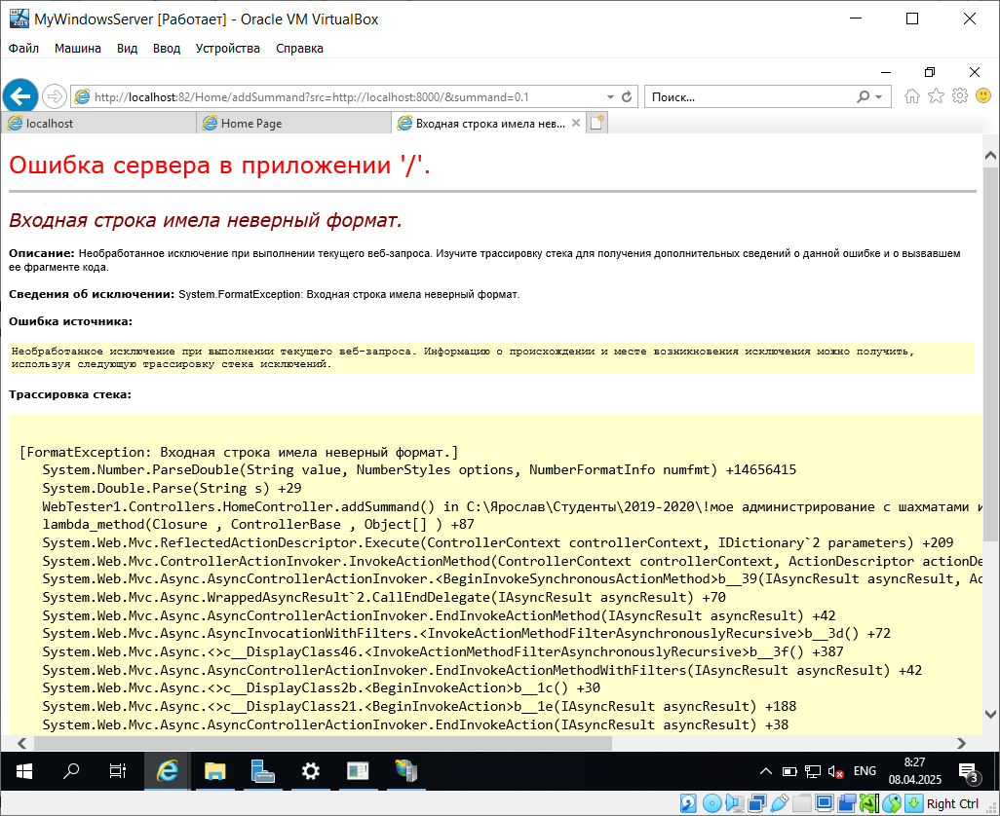 MyWindowsServer [Работает] - Oracle VM VirtualBox
Файл Машина Вид Ввод Устройства Справка
http://localhost:82/Home/addSummand?src=http://localhost:8000/&summand=0.1
Поиск...
localhost
Home Page
Входная строка имела нев...
Ошибка сервера в приложении '/'.
Входная строка имела неверный формат.
Описание: Необработанное исключение при выполнении текущего веб-запроса. Изучите трассировку стека для получения дополнительных сведений о данной ошибке и о вызвавшем
ее фрагменте кода.
Сведения об исключении: System.FormatException: Входная строка имела неверный формат.
Ошибка источника:
Необработанное исключение при выполнении текущего веб-запроса. Информацию о происхождении и месте возникновения исключения можно получить,
используя следующую трассировку стека исключений.
Трассировка стека:
[FormatException: Входная строка имела неверный формат.]
System.Number.ParseDouble(String value, NumberStyles options, NumberFormatInfo numfmt) +14656415
System.Double.Parse(String s) +29
WebTester1.Controllers.HomeController.addSummand() in C:\Ярослав\Студенты\2019-2020\!мое администрирование с шахматами и
lambda_method(Closure , ControllerBase , Object[] ) +87
System.Web.Mvc.ReflectedActionDescriptor.Execute(ControllerContext controllerContext, IDictionary`2 parameters) +209
System.Web.Mvc.ControllerActionInvoker.InvokeActionMethod(ControllerContext controllerContext, ActionDescriptor actionDe
System.Web.Mvc.Async.AsyncControllerActionInvoker.<BeginInvokeSynchronousActionMethod>b__39(IAsyncResult asyncResult, Ac
System.Web.Mvc.Async.WrappedAsyncResult`2.CallEndDelegate(IAsyncResult asyncResult) +70
System.Web.Mvc.Async.AsyncControllerActionInvoker.EndInvokeActionMethod(IAsyncResult asyncResult) +42
System.Web.Mvc.Async.AsyncInvocationWithFilters.<InvokeActionMethodFilterAsynchronouslyRecursive>b__3d() +72
System.Web.Mvc.Async.<>c__DisplayClass46.<InvokeActionMethodFilterAsynchronouslyRecursive>b__3f() +387
System.Web.Mvc.Async.AsyncControllerActionInvoker.EndInvokeActionMethodWithFilters(IAsyncResult asyncResult) +42
System.Web.Mvc.Async.<>c__DisplayClass2b.<BeginInvokeAction>b__1c() +30
System.Web.Mvc.Async.<>c__DisplayClass21.<BeginInvokeAction>b__1e(IAsyncResult asyncResult) +188
System.Web.Mvc.Async.AsyncControllerActionInvoker.EndInvokeAction(IAsyncResult asyncResult) +38
ENG
8:27
08.04.2025
3
Right Ctrl